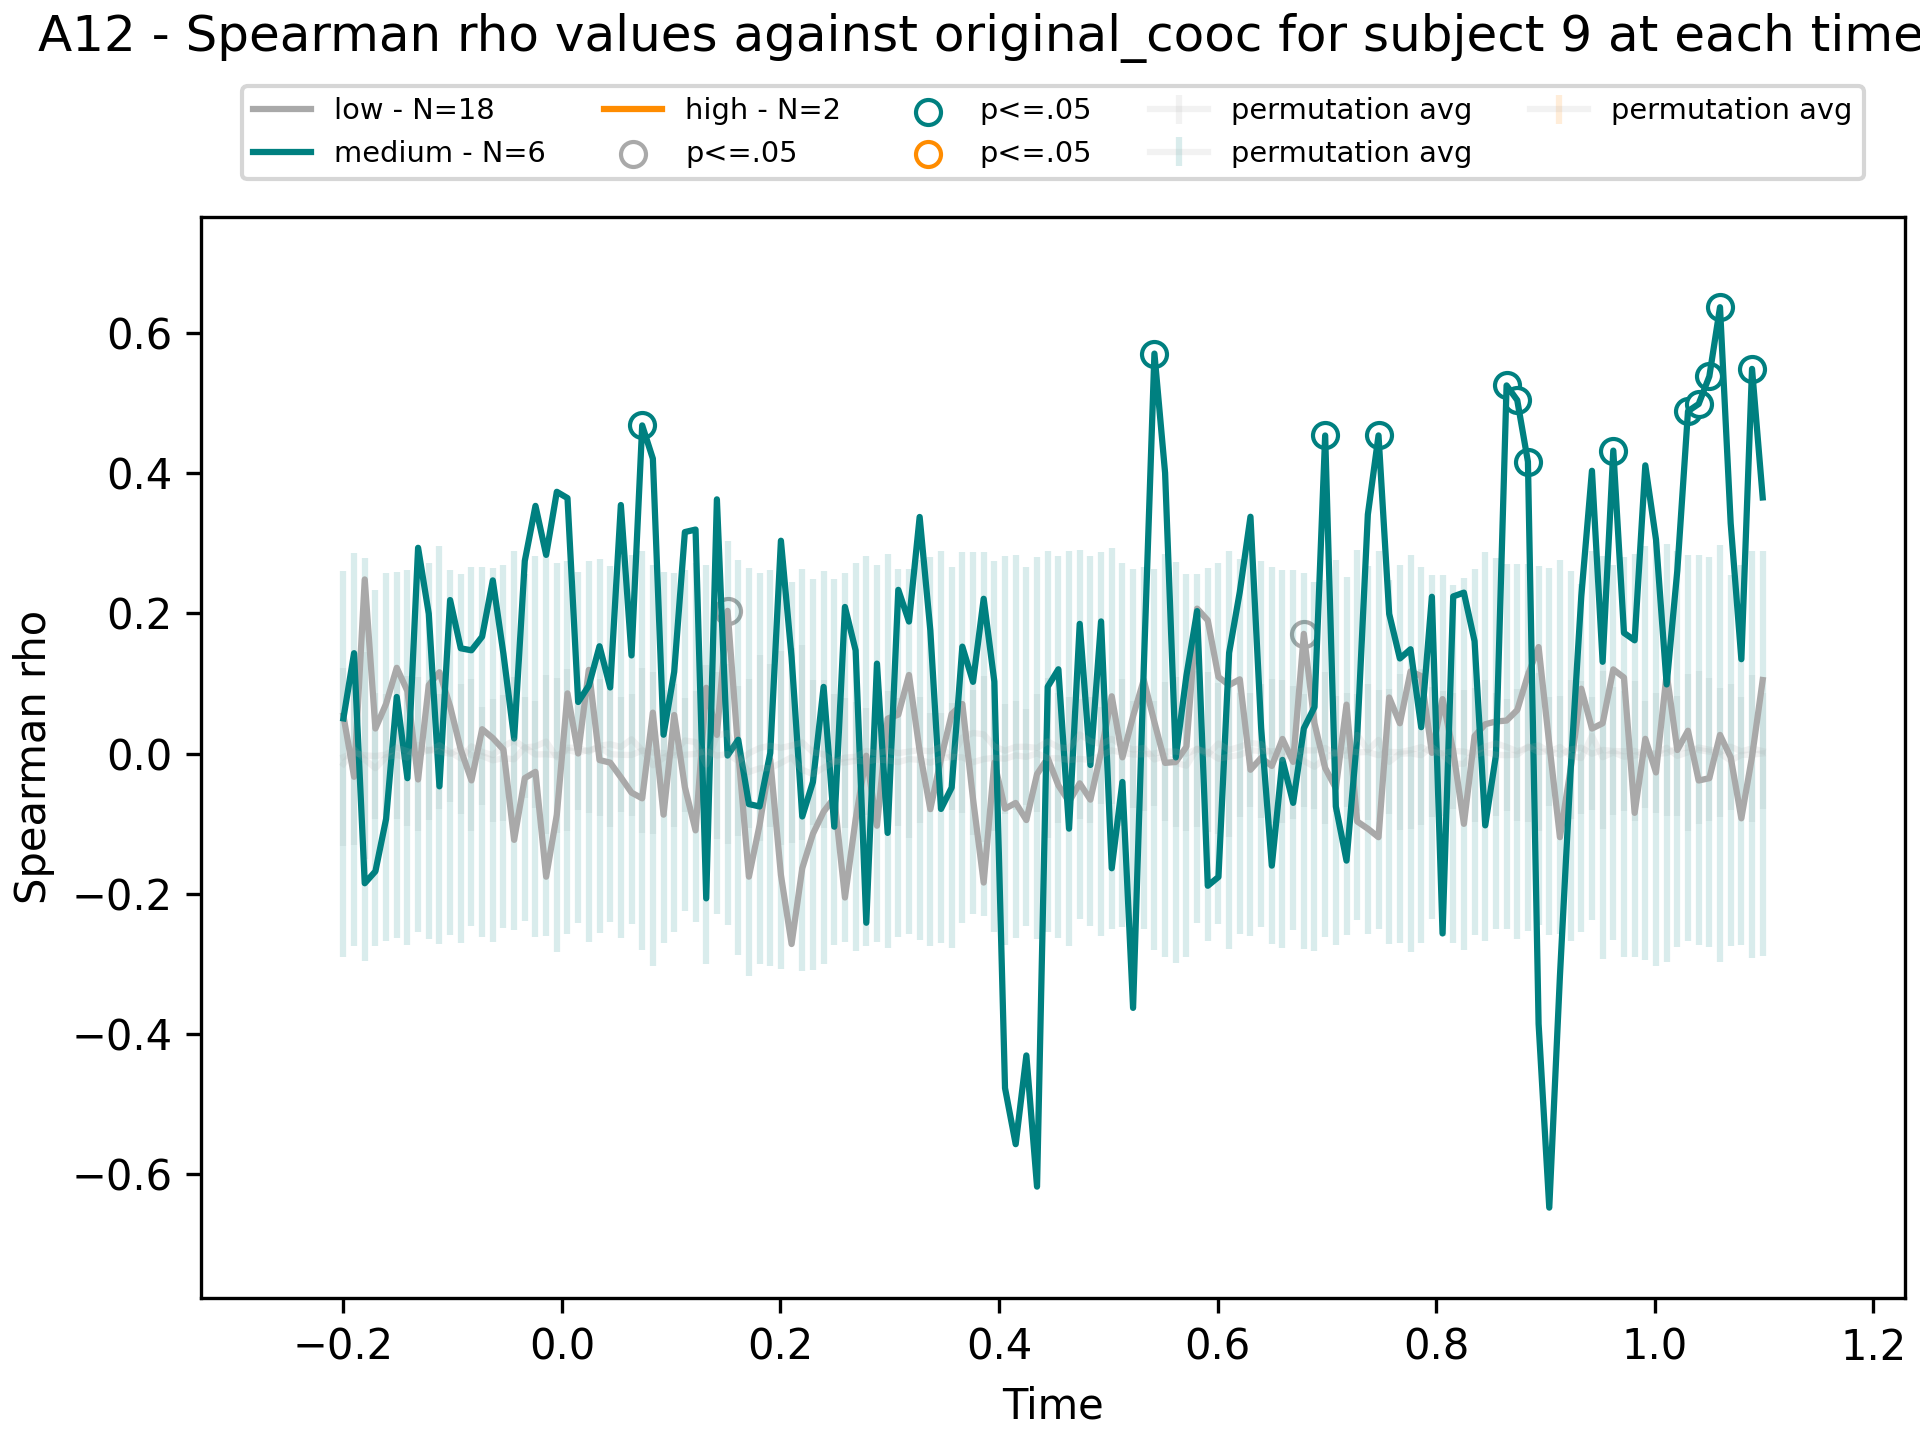 A12 - Spearman rho values against original_cooc for subject 9 at each time
low - N=18 high - N=2 p<=.05 permutation avg permutation avg
medium - N=6 p<=.05 p<=.05 permutation avg
0.6
0.4
0.2
0.0
−0.2
−0.4
−0.6
Spearman rho
−0.2 0.0 0.2 0.4 0.6 0.8 1.0 1.2
Time